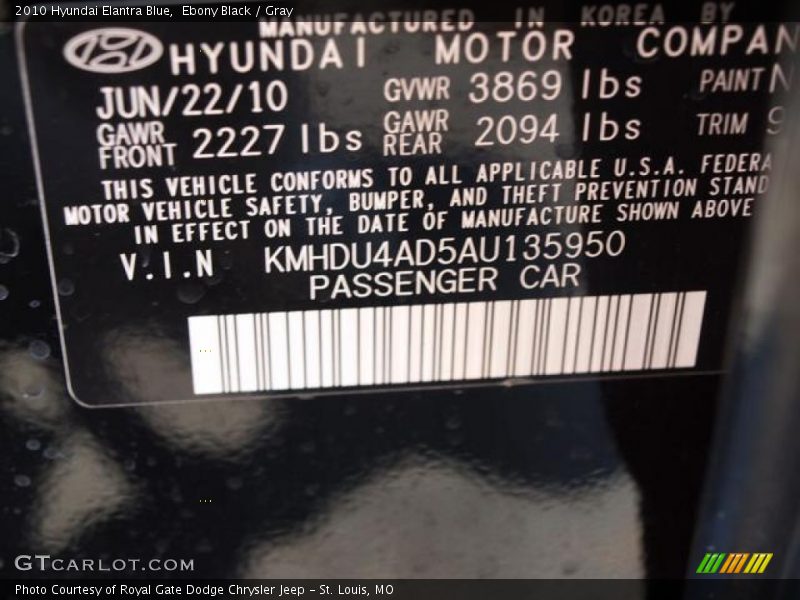 2010 Hyundai Elantra Blue, Ebony Black / Gray
MANUFACTURED IN KOREA BY
HYUNDAI MOTOR COMPAN
JUN/22/10 GVWR 3869 lbs PAINT N
GAWR FRONT 2227 lbs GAWR REAR 2094 lbs TRIM 9
THIS VEHICLE CONFORMS TO ALL APPLICABLE U.S.A. FEDERA
MOTOR VEHICLE SAFETY, BUMPER, AND THEFT PREVENTION STAND
IN EFFECT ON THE DATE OF MANUFACTURE SHOWN ABOVE
V.I.N KMHDU4AD5AU135950
PASSENGER CAR
GTCARLOT.COM
Photo Courtesy of Royal Gate Dodge Chrysler Jeep - St. Louis, MO